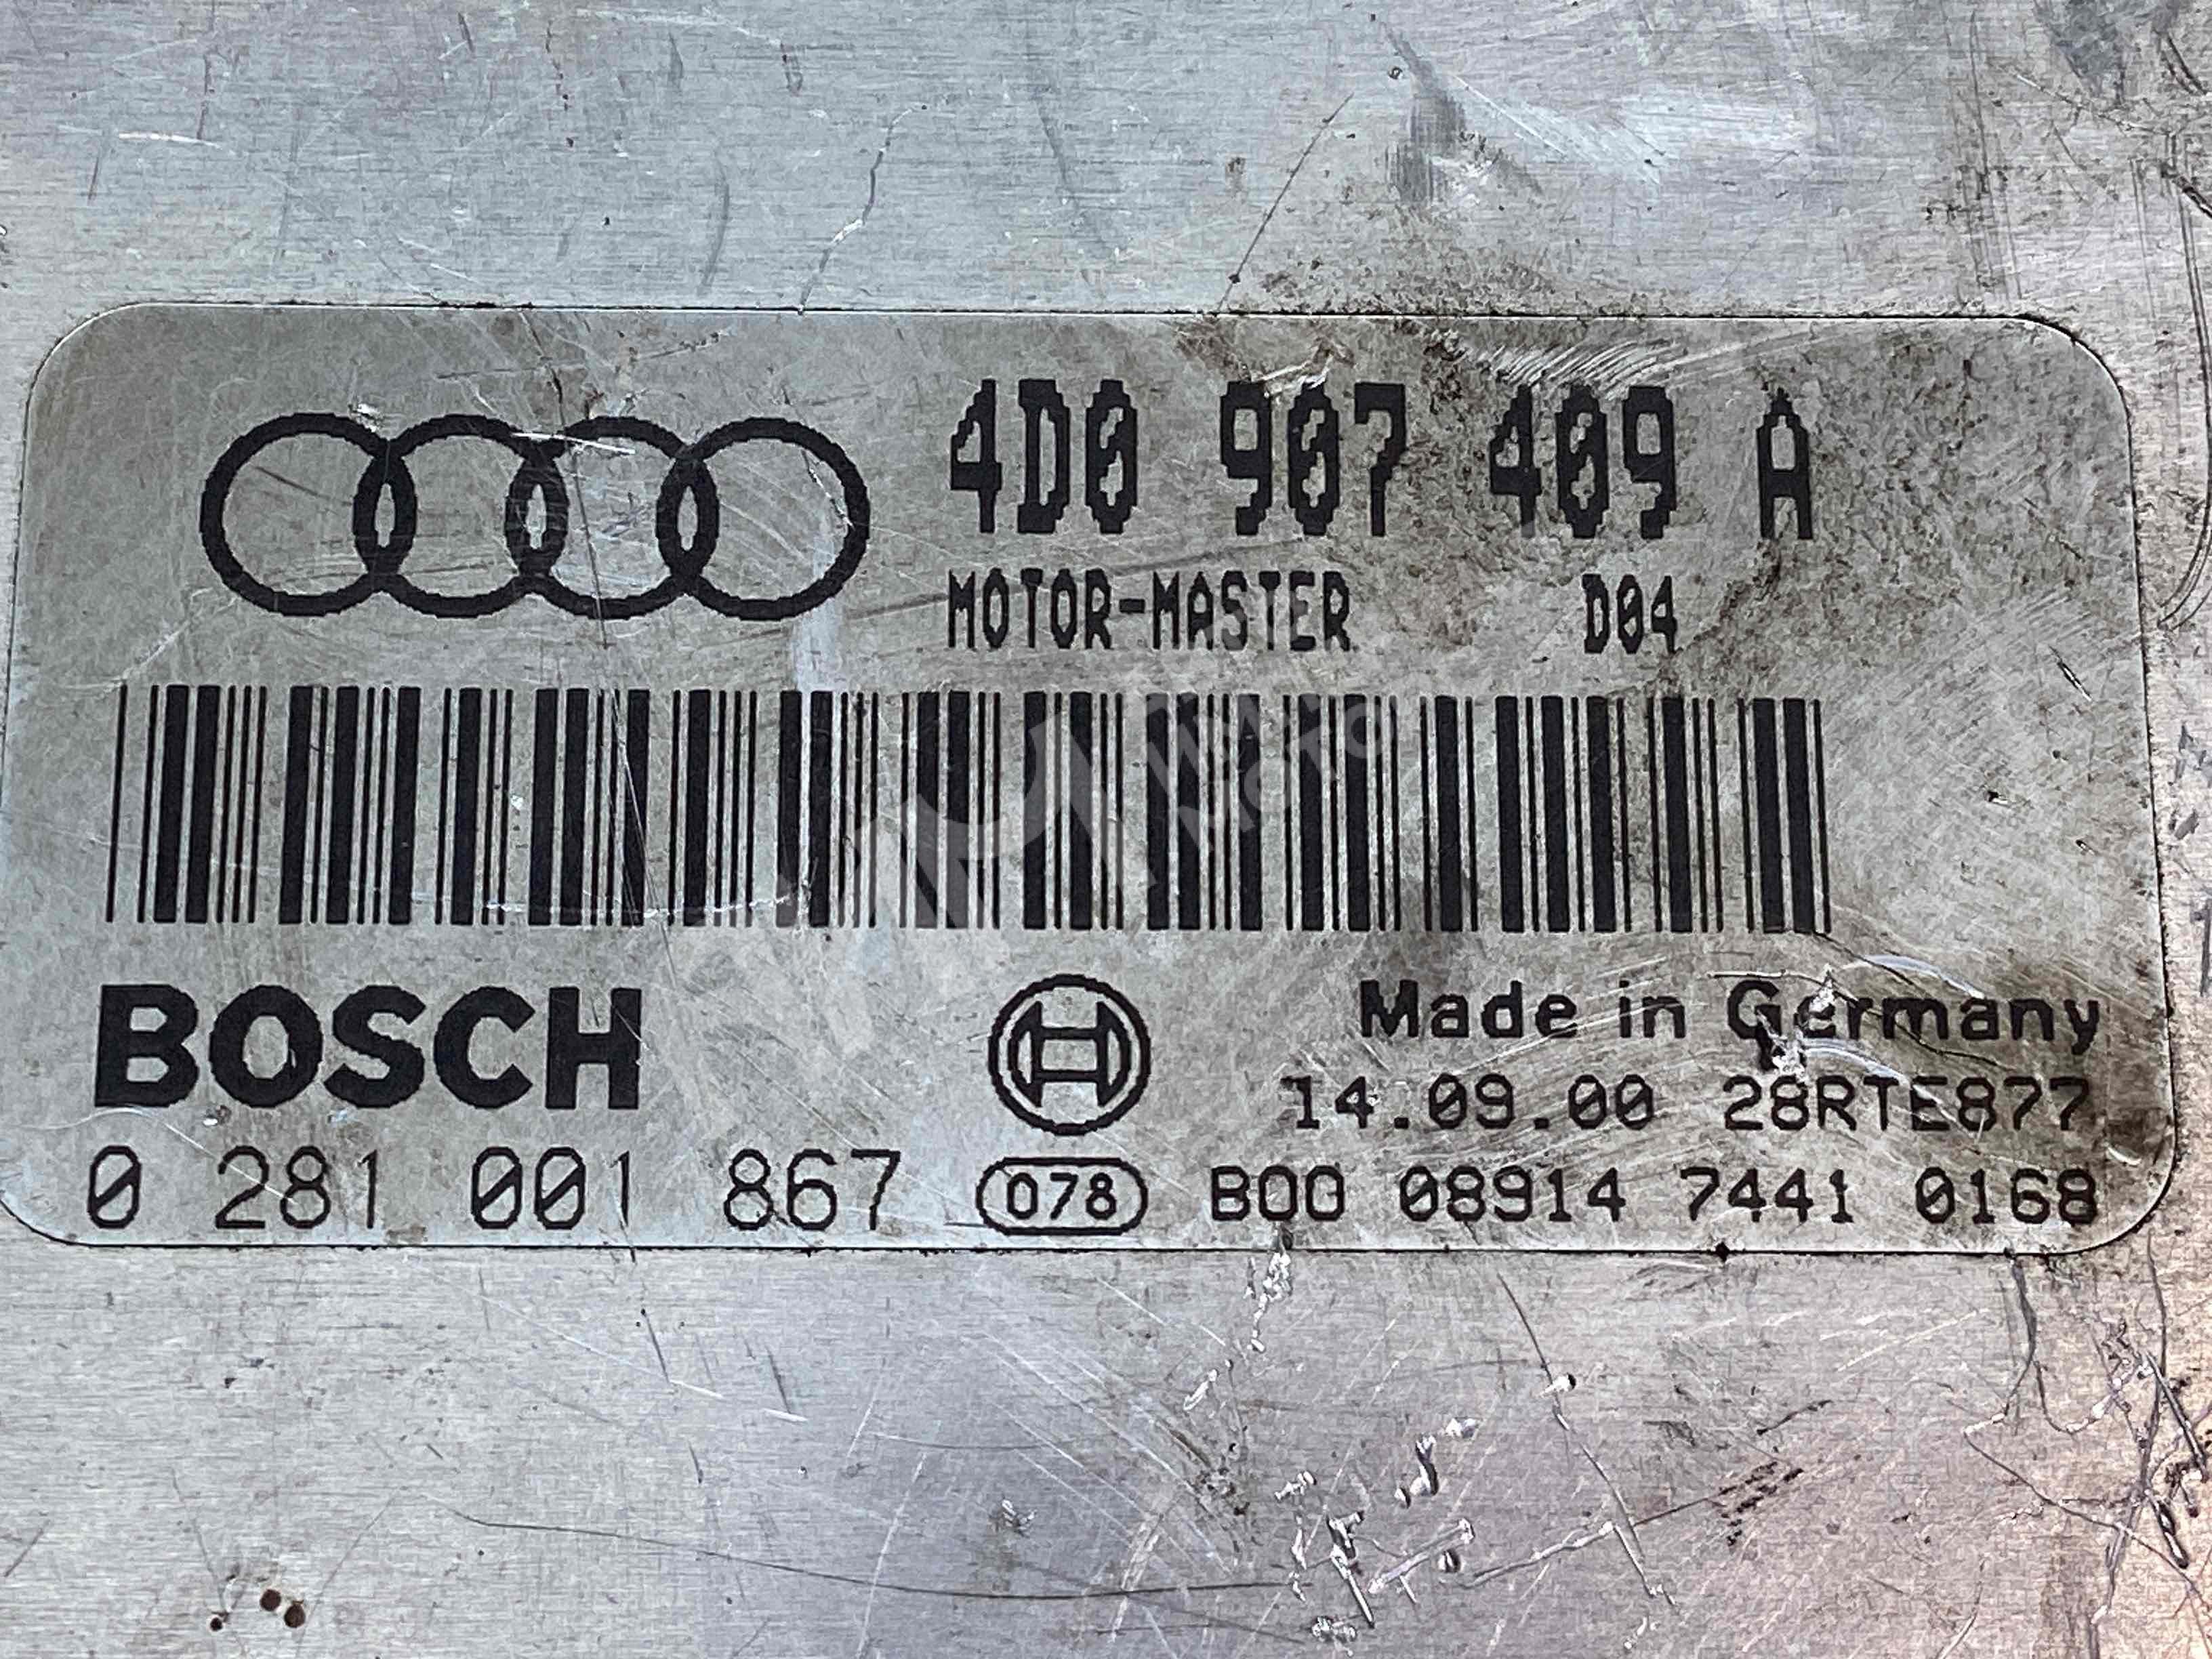 4D0 907 409 A
MOTOR-MASTER D04
BOSCH
Made in Germany
14.09.00 28RTE877
0 281 001 867 078 B00 08914 7441 0168